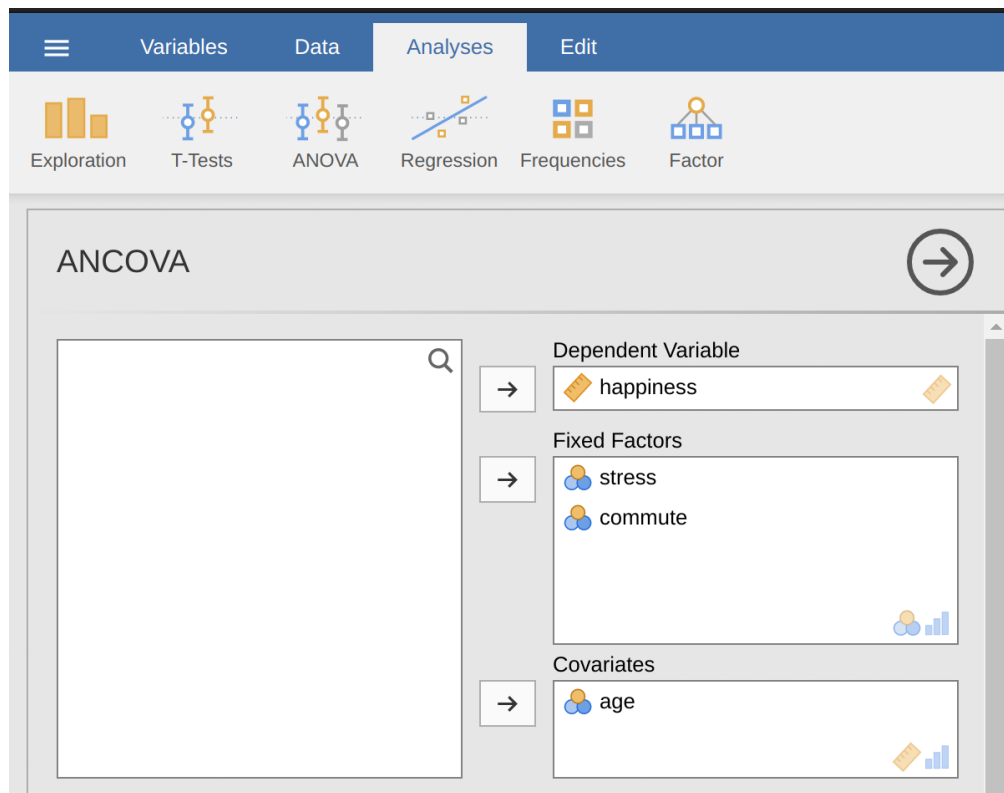 Variables Data Analyses Edit
Exploration T-Tests ANOVA Regression Frequencies Factor
ANCOVA
Dependent Variable
happiness
Fixed Factors
stress
commute
Covariates
age